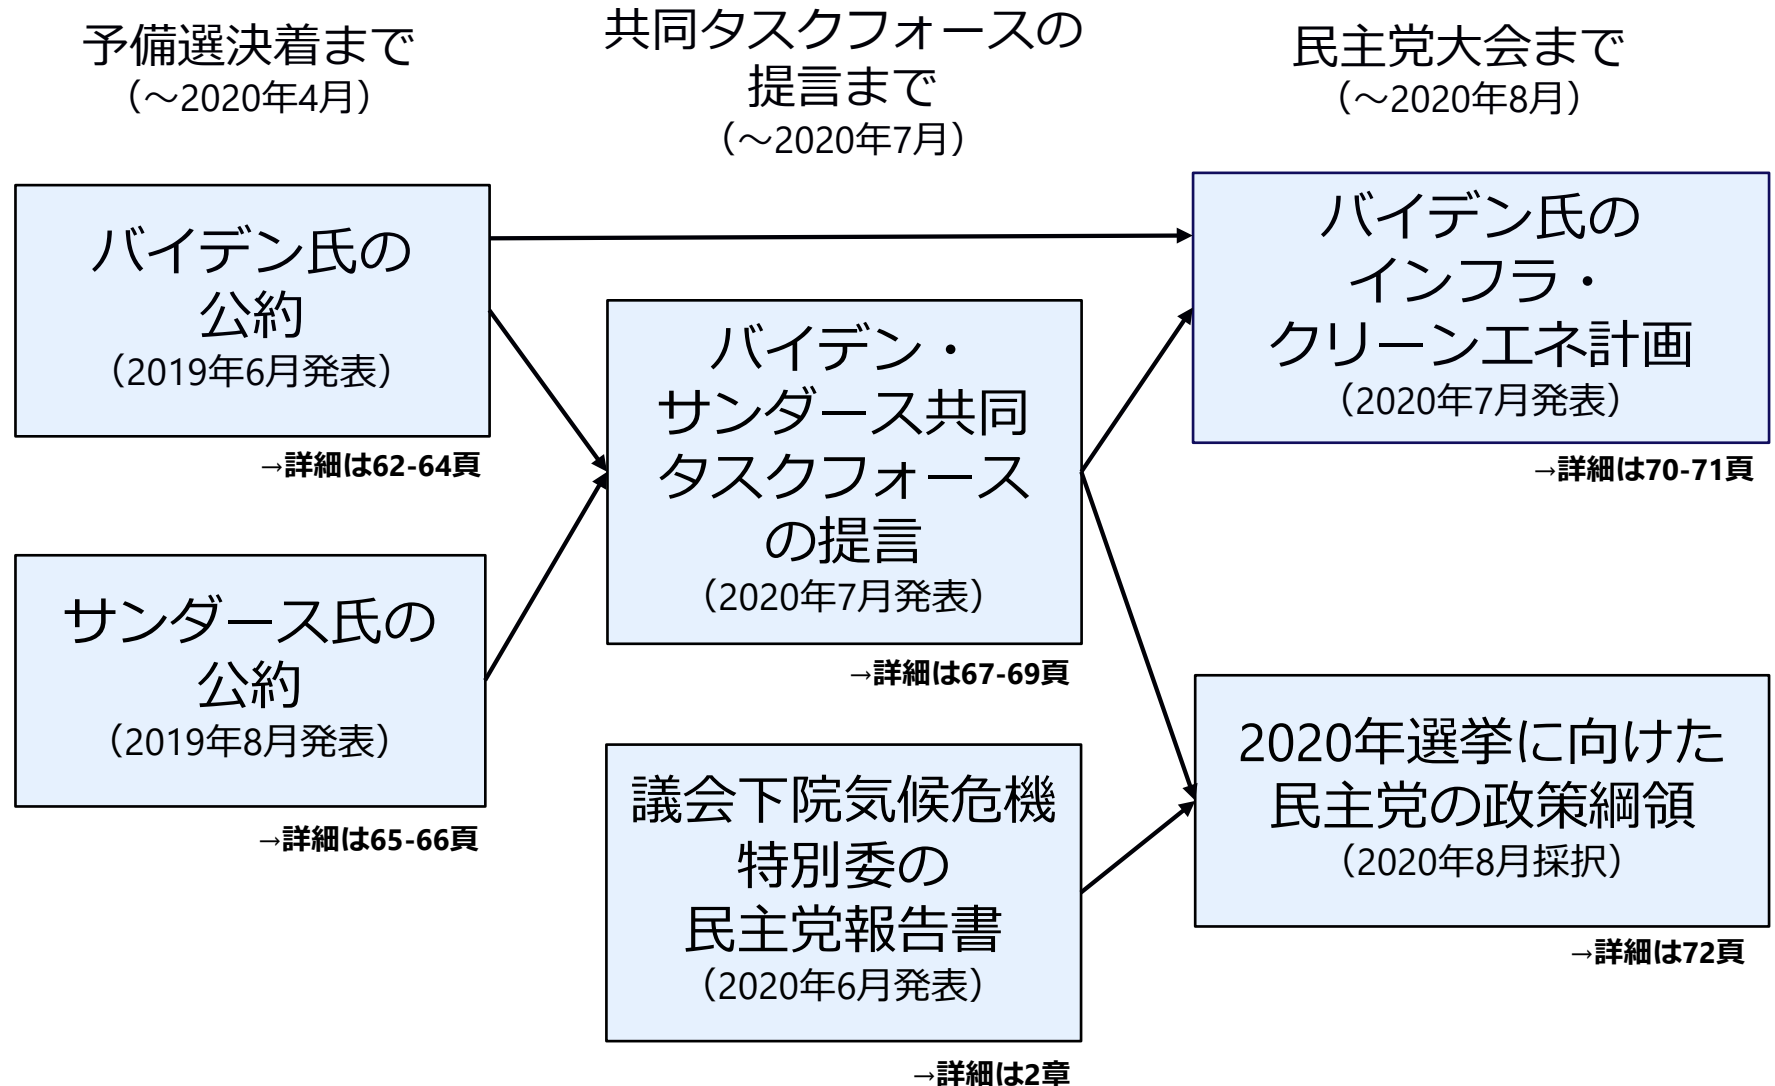 予備選決着まで
（～2020年4月）
共同タスクフォースの
提言まで
（～2020年7月）
民主党大会まで
（～2020年8月）
バイデン氏の
公約
（2019年6月発表）
→詳細は62-64頁
サンダース氏の
公約
（2019年8月発表）
→詳細は65-66頁
バイデン・
サンダース共同
タスクフォース
の提言
（2020年7月発表）
→詳細は67-69頁
議会下院気候危機
特別委の
民主党報告書
（2020年6月発表）
→詳細は2章
バイデン氏の
インフラ・
クリーンエネ計画
（2020年7月発表）
→詳細は70-71頁
2020年選挙に向けた
民主党の政策綱領
（2020年8月採択）
→詳細は72頁